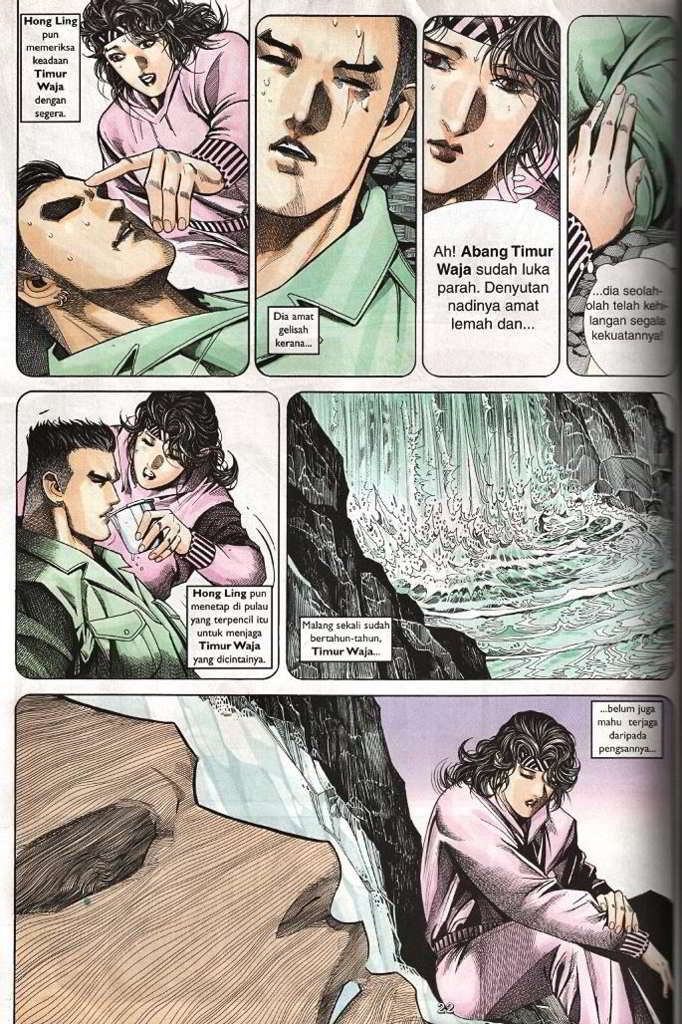 Hong Ling
pun
memeriksa
keadaan
Timur
Waja
dengan
segera.
Dia amat
gelisah
kerana...
Ah! Abang Timur
Waja sudah luka
parah. Denyutan
nadinya amat
lemah dan...
...dia seolah-
olah telah kehi-
langan segala
kekuatannya!
Hong Ling pun
menetap di pulau
yang terpencil itu
untuk menjaga
Timur Waja
yang dicintainya.
Malang sekali sudah
bertahun-tahun,
Timur Waja...
...belum juga
mahu terjaga
daripada
pengsannya...
22